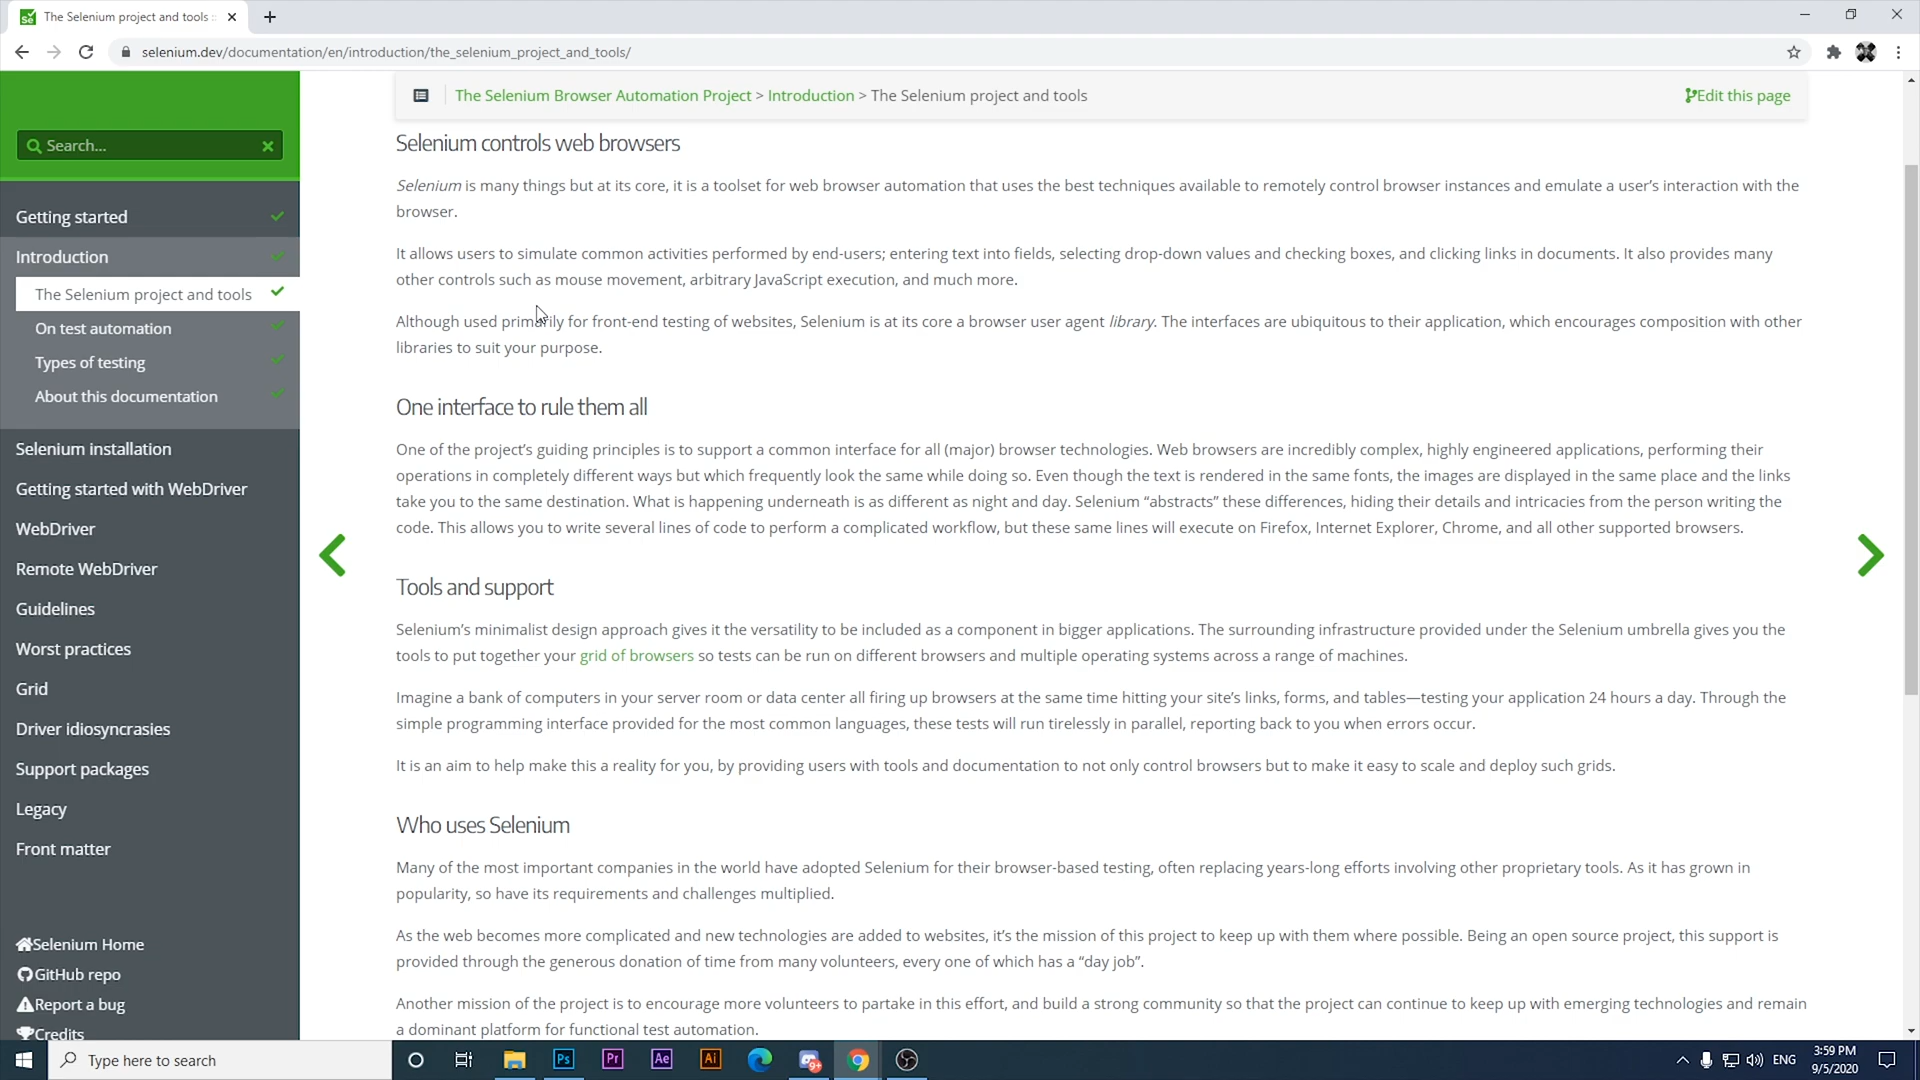 The Selenium project and tools :
selenium.dev/documentation/en/introduction/the_selenium_project_and_tools/
Search...
Getting started
Introduction
The Selenium project and tools
On test automation
Types of testing
About this documentation
Selenium installation
Getting started with WebDriver
WebDriver
Remote WebDriver
Guidelines
Worst practices
Grid
Driver idiosyncrasies
Support packages
Legacy
Front matter
Selenium Home
GitHub repo
Report a bug
Credits
The Selenium Browser Automation Project > Introduction > The Selenium project and tools
Edit this page
Selenium controls web browsers
Selenium is many things but at its core, it is a toolset for web browser automation that uses the best techniques available to remotely control browser instances and emulate a user's interaction with the
browser.
It allows users to simulate common activities performed by end-users; entering text into fields, selecting drop-down values and checking boxes, and clicking links in documents. It also provides many
other controls such as mouse movement, arbitrary JavaScript execution, and much more.
Although used primarily for front-end testing of websites, Selenium is at its core a browser user agent library. The interfaces are ubiquitous to their application, which encourages composition with other
libraries to suit your purpose.
One interface to rule them all
One of the project's guiding principles is to support a common interface for all (major) browser technologies. Web browsers are incredibly complex, highly engineered applications, performing their
operations in completely different ways but which frequently look the same while doing so. Even though the text is rendered in the same fonts, the images are displayed in the same place and the links
take you to the same destination. What is happening underneath is as different as night and day. Selenium “abstracts” these differences, hiding their details and intricacies from the person writing the
code. This allows you to write several lines of code to perform a complicated workflow, but these same lines will execute on Firefox, Internet Explorer, Chrome, and all other supported browsers.
Tools and support
Selenium's minimalist design approach gives it the versatility to be included as a component in bigger applications. The surrounding infrastructure provided under the Selenium umbrella gives you the
tools to put together your grid of browsers so tests can be run on different browsers and multiple operating systems across a range of machines.
Imagine a bank of computers in your server room or data center all firing up browsers at the same time hitting your site's links, forms, and tables—testing your application 24 hours a day. Through the
simple programming interface provided for the most common languages, these tests will run tirelessly in parallel, reporting back to you when errors occur.
It is an aim to help make this a reality for you, by providing users with tools and documentation to not only control browsers but to make it easy to scale and deploy such grids.
Who uses Selenium
Many of the most important companies in the world have adopted Selenium for their browser-based testing, often replacing years-long efforts involving other proprietary tools. As it has grown in
popularity, so have its requirements and challenges multiplied.
As the web becomes more complicated and new technologies are added to websites, it's the mission of this project to keep up with them where possible. Being an open source project, this support is
provided through the generous donation of time from many volunteers, every one of which has a “day job”.
Another mission of the project is to encourage more volunteers to partake in this effort, and build a strong community so that the project can continue to keep up with emerging technologies and remain
a dominant platform for functional test automation.
Type here to search
Ps
Pr
Ae
Ai
9+
ENG
3:59 PM
9/5/2020